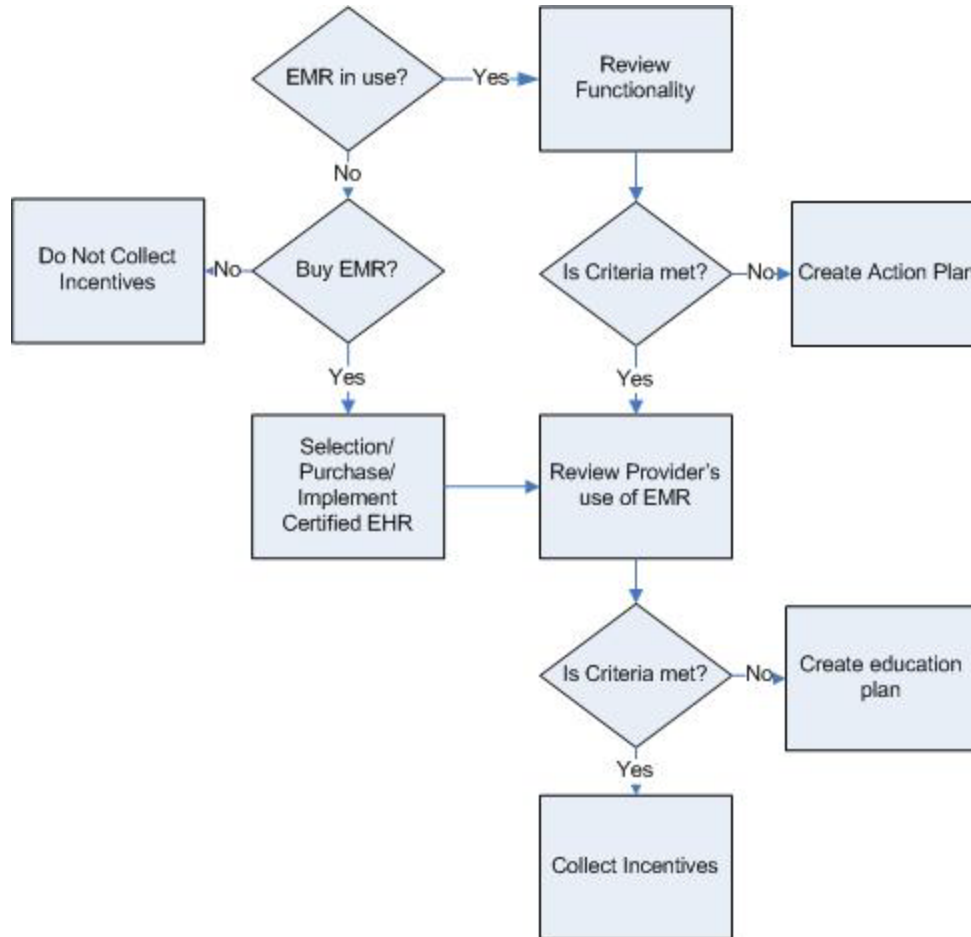 EMR in use?
Yes
Review
Functionality
No
Do Not Collect
Incentives
No
Buy EMR?
Is Criteria met?
No
Create Action Plan
Yes
Yes
Selection/
Purchase/
Implement
Certified EHR
Review Provider's
use of EMR
Is Criteria met?
No
Create education
plan
Yes
Collect Incentives